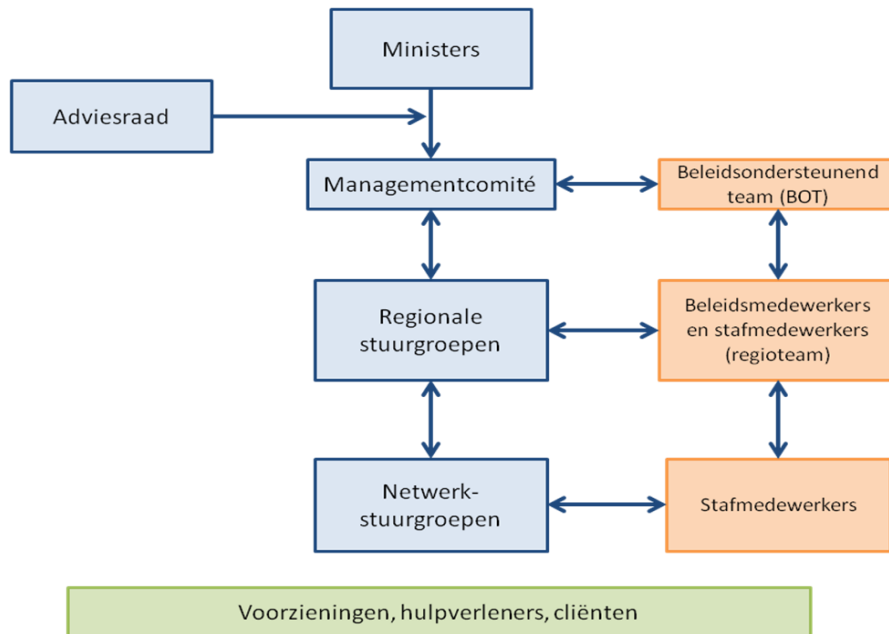 Ministers
Adviesraad
Managementcomité
Beleidsondersteunend
team (BOT)
Regionale
stuurgroepen
Beleidsmedewerkers
en stafmedewerkers
(regioteam)
Netwerk-
stuurgroepen
Stafmedewerkers
Voorzieningen, hulpverleners, cliënten